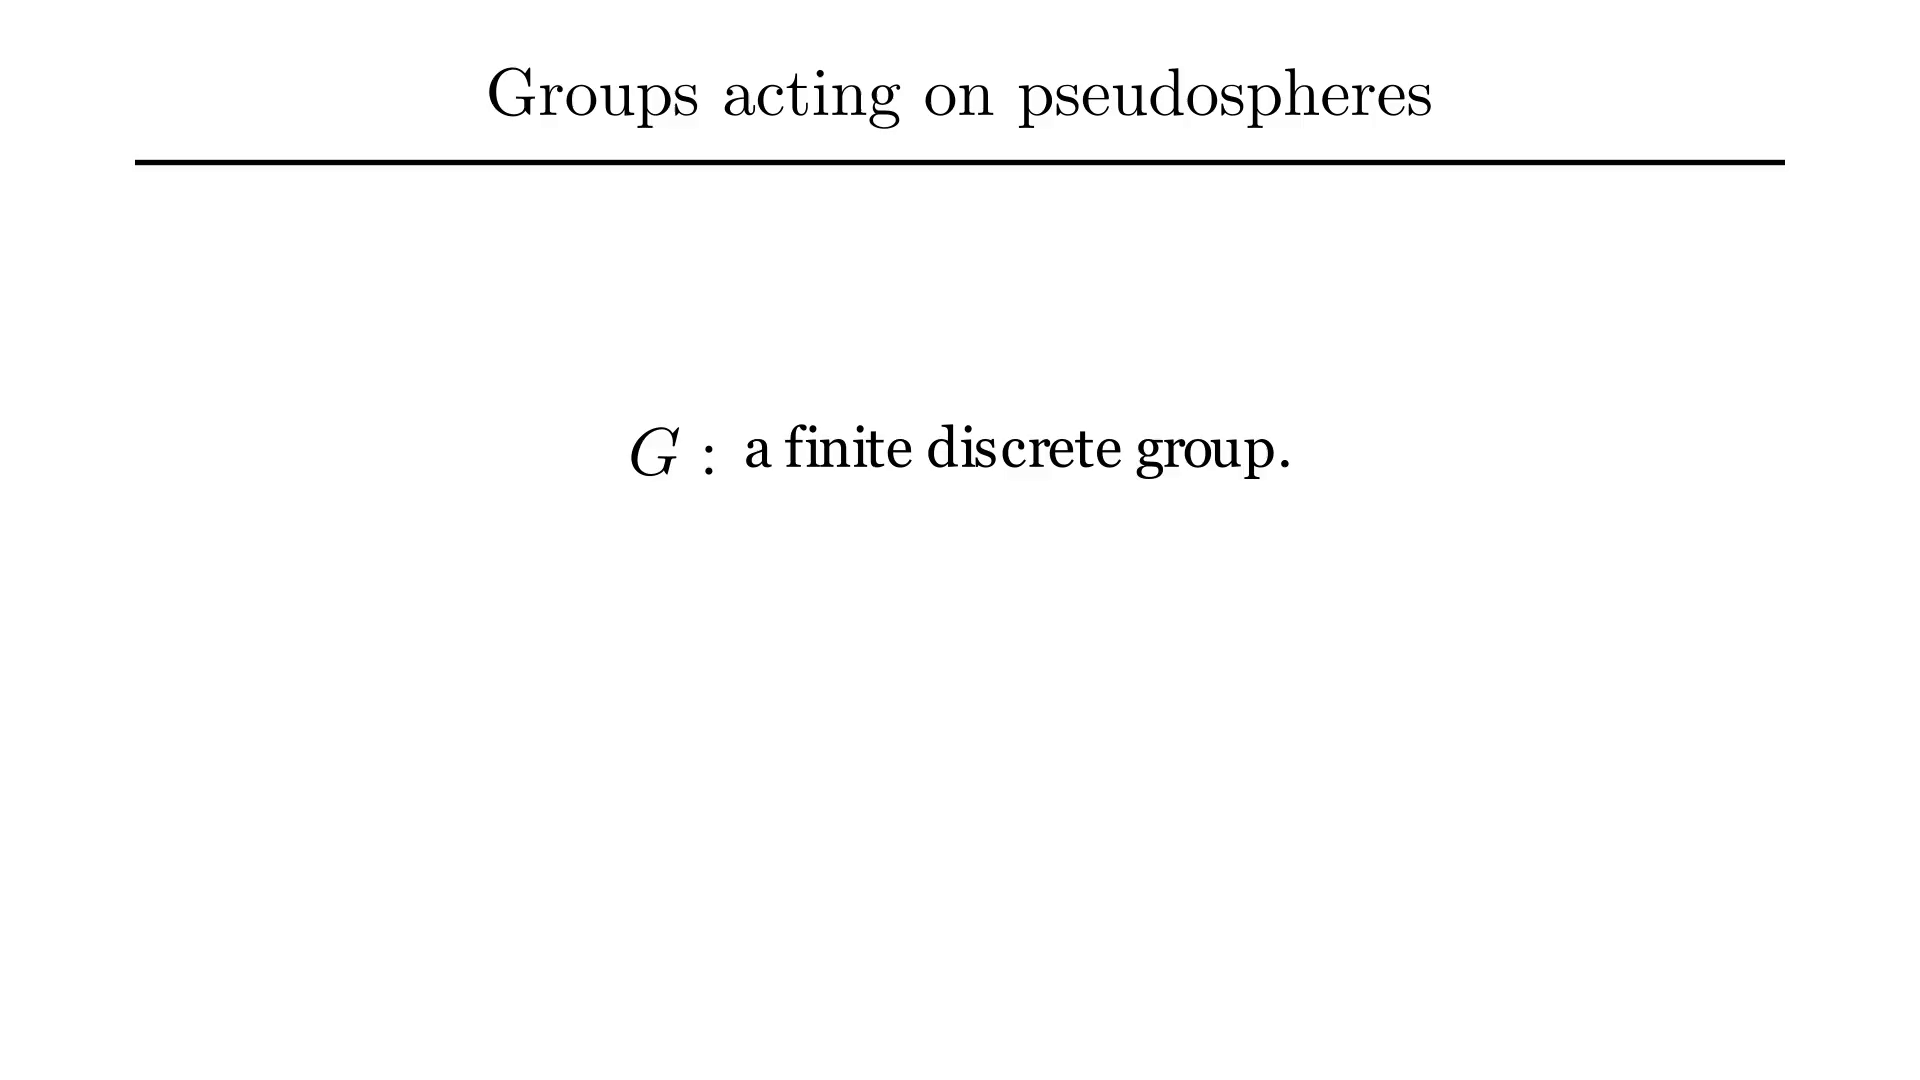 Groups acting on pseudospheres
G : a finite discrete group.